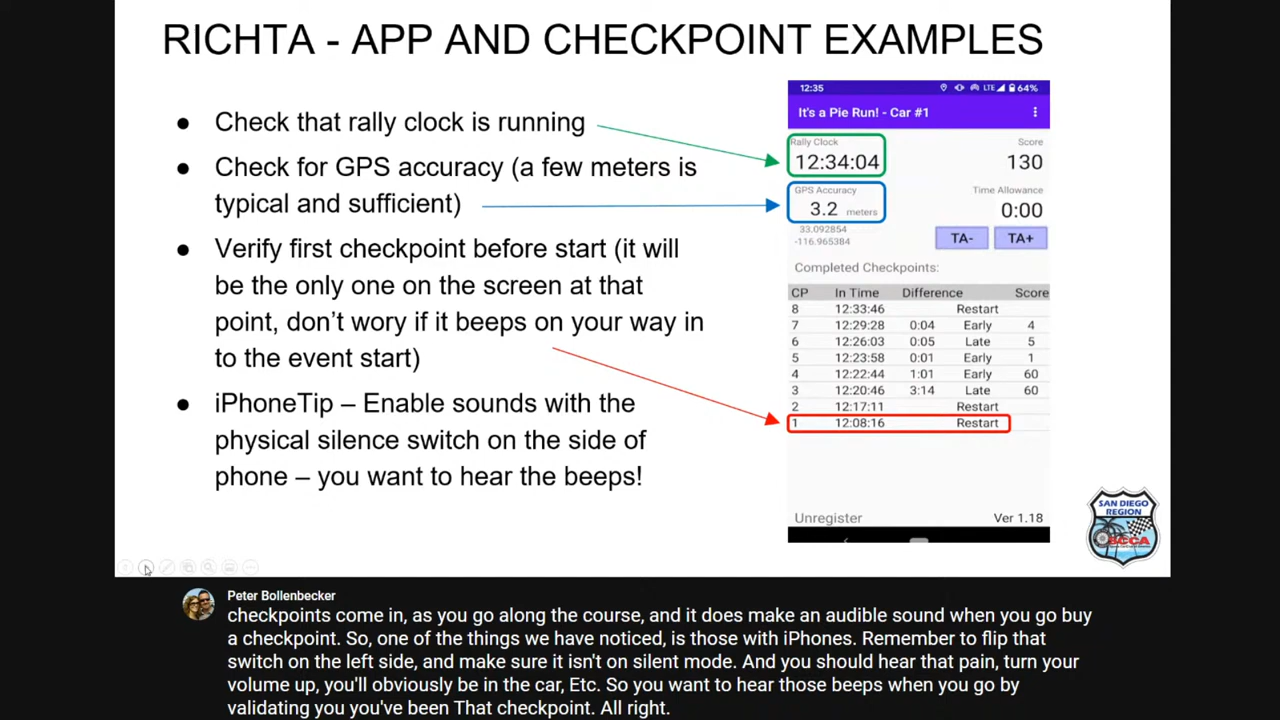 RICHTA - APP AND CHECKPOINT EXAMPLES
● Check that rally clock is running
● Check for GPS accuracy (a few meters is
typical and sufficient)
● Verify first checkpoint before start (it will
be the only one on the screen at that
point, don't wory if it beeps on your way in
to the event start)
● iPhoneTip – Enable sounds with the
physical silence switch on the side of
phone – you want to hear the beeps!
12:35 LTE 64%
It's a Pie Run! - Car #1
Rally Clock Score
12:34:04 130
GPS Accuracy Time Allowance
3.2 meters 0:00
33.092854
-116.965384
TA- TA+
Completed Checkpoints:
CP In Time Difference Score
8 12:33:46 Restart
7 12:29:28 0:04 Early 4
6 12:26:03 0:05 Late 5
5 12:23:58 0:01 Early 1
4 12:22:44 1:01 Early 60
3 12:20:46 3:14 Late 60
2 12:17:11 Restart
1 12:08:16 Restart
Unregister Ver 1.18
SAN DIEGO
REGION
SCCA
Peter Bollenbecker
checkpoints come in, as you go along the course, and it does make an audible sound when you go buy
a checkpoint. So, one of the things we have noticed, is those with iPhones. Remember to flip that
switch on the left side, and make sure it isn't on silent mode. And you should hear that pain, turn your
volume up, you'll obviously be in the car, Etc. So you want to hear those beeps when you go by
validating you you've been That checkpoint. All right.